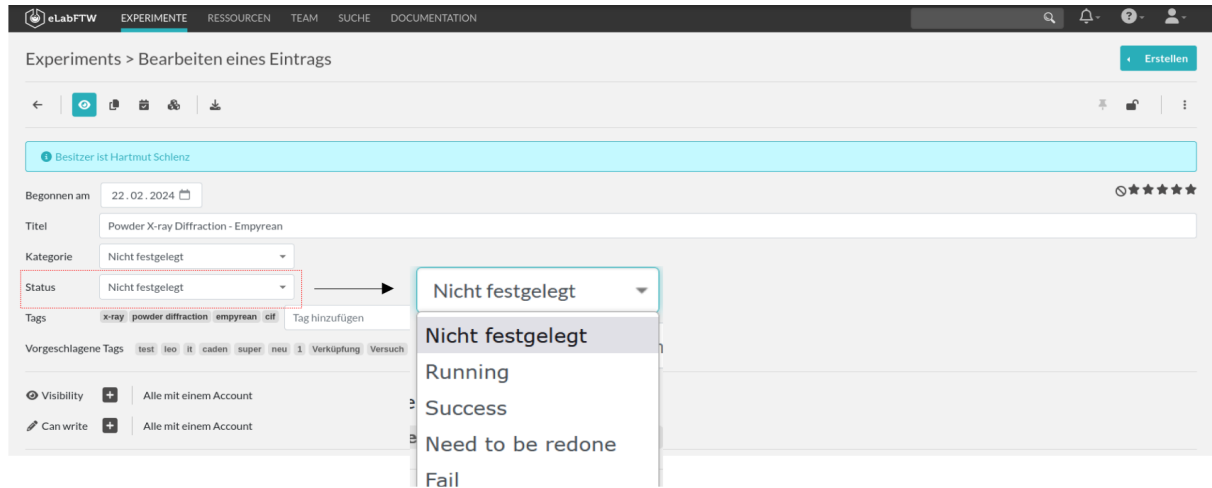 eLabFTW EXPERIMENTE RESSOURCEN TEAM SUCHE DOCUMENTATION
Experiments > Bearbeiten eines Eintrags
Erstellen
Besitzer ist Hartmut Schlenz
Begonnen am 22.02.2024
Titel Powder X-ray Diffraction - Empyrean
Kategorie Nicht festgelegt
Status Nicht festgelegt
Tags x-ray powder diffraction empyrean cif Tag hinzufügen
Vorgeschlagene Tags test leo it caden super neu 1 Verküpfung Versuch
Visibility Alle mit einem Account
Can write Alle mit einem Account
Nicht festgelegt
Nicht festgelegt
Running
Success
Need to be redone
Fail